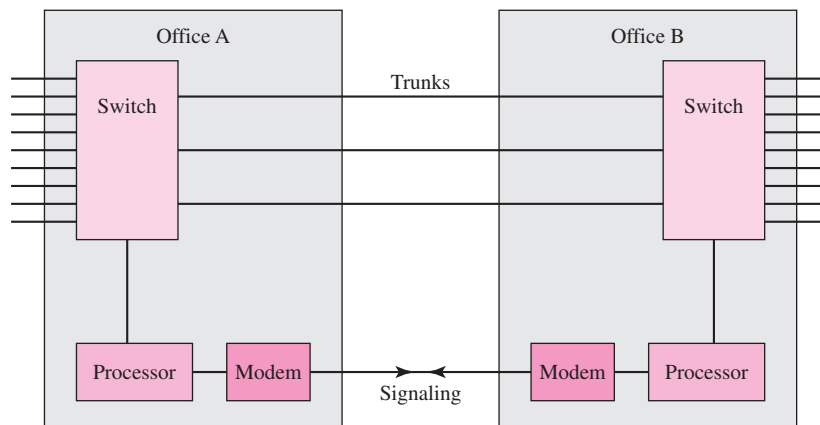 Office A
Office B
Trunks
Switch
Switch
Processor
Modem
Signaling
Modem
Processor